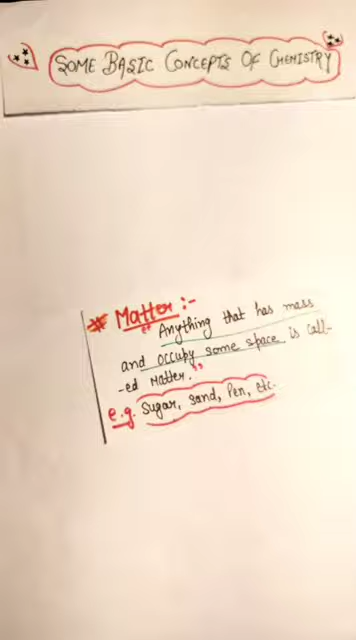 SOME BASIC CONCEPTS OF CHEMISTRY
* Matter :-
"Anything that has mass
and occupy some space is call-
-ed Matter."
e.g. Sugar, Sand, Pen, etc.